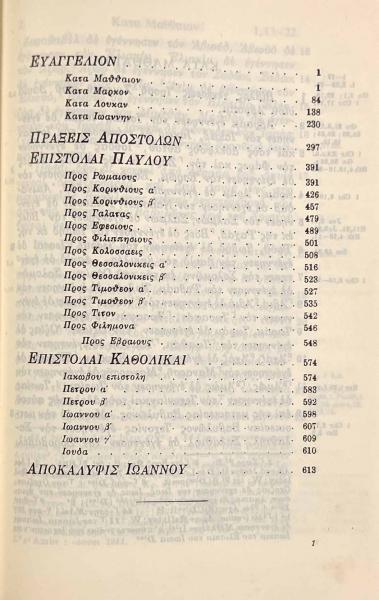 ΕΥΑΓΓΕΛΙΟΝ . . . . . . . . . . 1
Κατα Μαθθαιον . . . . . . . . . . 1
Κατα Μαρκον . . . . . . . . . . 84
Κατα Λουκαν . . . . . . . . . . 138
Κατα Ιωαννην . . . . . . . . . . 230
ΠΡΑΞΕΙΣ ΑΠΟΣΤΟΛΩΝ . . . . . . . . . . 297
ΕΠΙΣΤΟΛΑΙ ΠΑΥΛΟΥ . . . . . . . . . . 391
Προς Ρωμαιους . . . . . . . . . . 391
Προς Κορινθιους α′ . . . . . . . . . . 426
Προς Κορινθιους β′ . . . . . . . . . . 457
Προς Γαλατας . . . . . . . . . . 479
Προς Εφεσιους . . . . . . . . . . 489
Προς Φιλιππησιους . . . . . . . . . . 501
Προς Κολοσσαεις . . . . . . . . . . 508
Προς Θεσσαλονικεις α′ . . . . . . . . . . 516
Προς Θεσσαλονικεις β′ . . . . . . . . . . 523
Προς Τιμοθεον α′ . . . . . . . . . . 527
Προς Τιμοθεον β′ . . . . . . . . . . 535
Προς Τιτον . . . . . . . . . . 542
Προς Φιλημονα . . . . . . . . . . 546
Προς Εβραιους . . . . . . . . . . 548
ΕΠΙΣΤΟΛΑΙ ΚΑΘΟΛΙΚΑΙ . . . . . . . . . . 574
Ιακωβου επιστολη . . . . . . . . . . 574
Πετρου α′ . . . . . . . . . . 583
Πετρου β′ . . . . . . . . . . 592
Ιωαννου α′ . . . . . . . . . . 598
Ιωαννου β′ . . . . . . . . . . 607
Ιωαννου γ′ . . . . . . . . . . 609
Ιουδα . . . . . . . . . . 610
ΑΠΟΚΑΛΥΨΙΣ ΙΩΑΝΝΟΥ . . . . . . . . . . 613
1